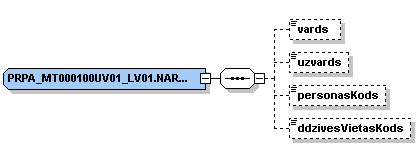 PRPA_MT000100UV01_LV01.NAR...
vards
uzvards
personasKods
ddzivesVietasKods